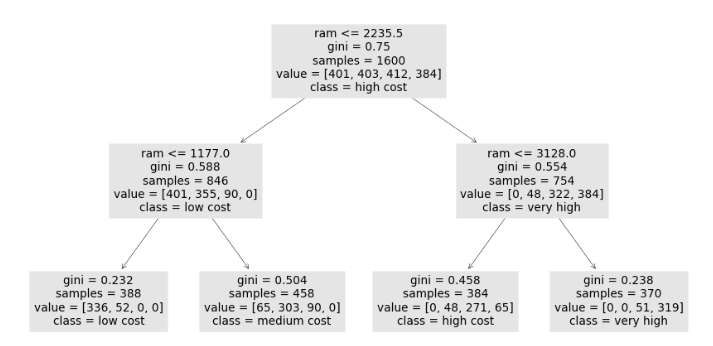 ram <= 2235.5
gini = 0.75
samples = 1600
value = [401, 403, 412, 384]
class = high cost
ram <= 1177.0
gini = 0.588
samples = 846
value = [401, 355, 90, 0]
class = low cost
ram <= 3128.0
gini = 0.554
samples = 754
value = [0, 48, 322, 384]
class = very high
gini = 0.232
samples = 388
value = [336, 52, 0, 0]
class = low cost
gini = 0.504
samples = 458
value = [65, 303, 90, 0]
class = medium cost
gini = 0.458
samples = 384
value = [0, 48, 271, 65]
class = high cost
gini = 0.238
samples = 370
value = [0, 0, 51, 319]
class = very high